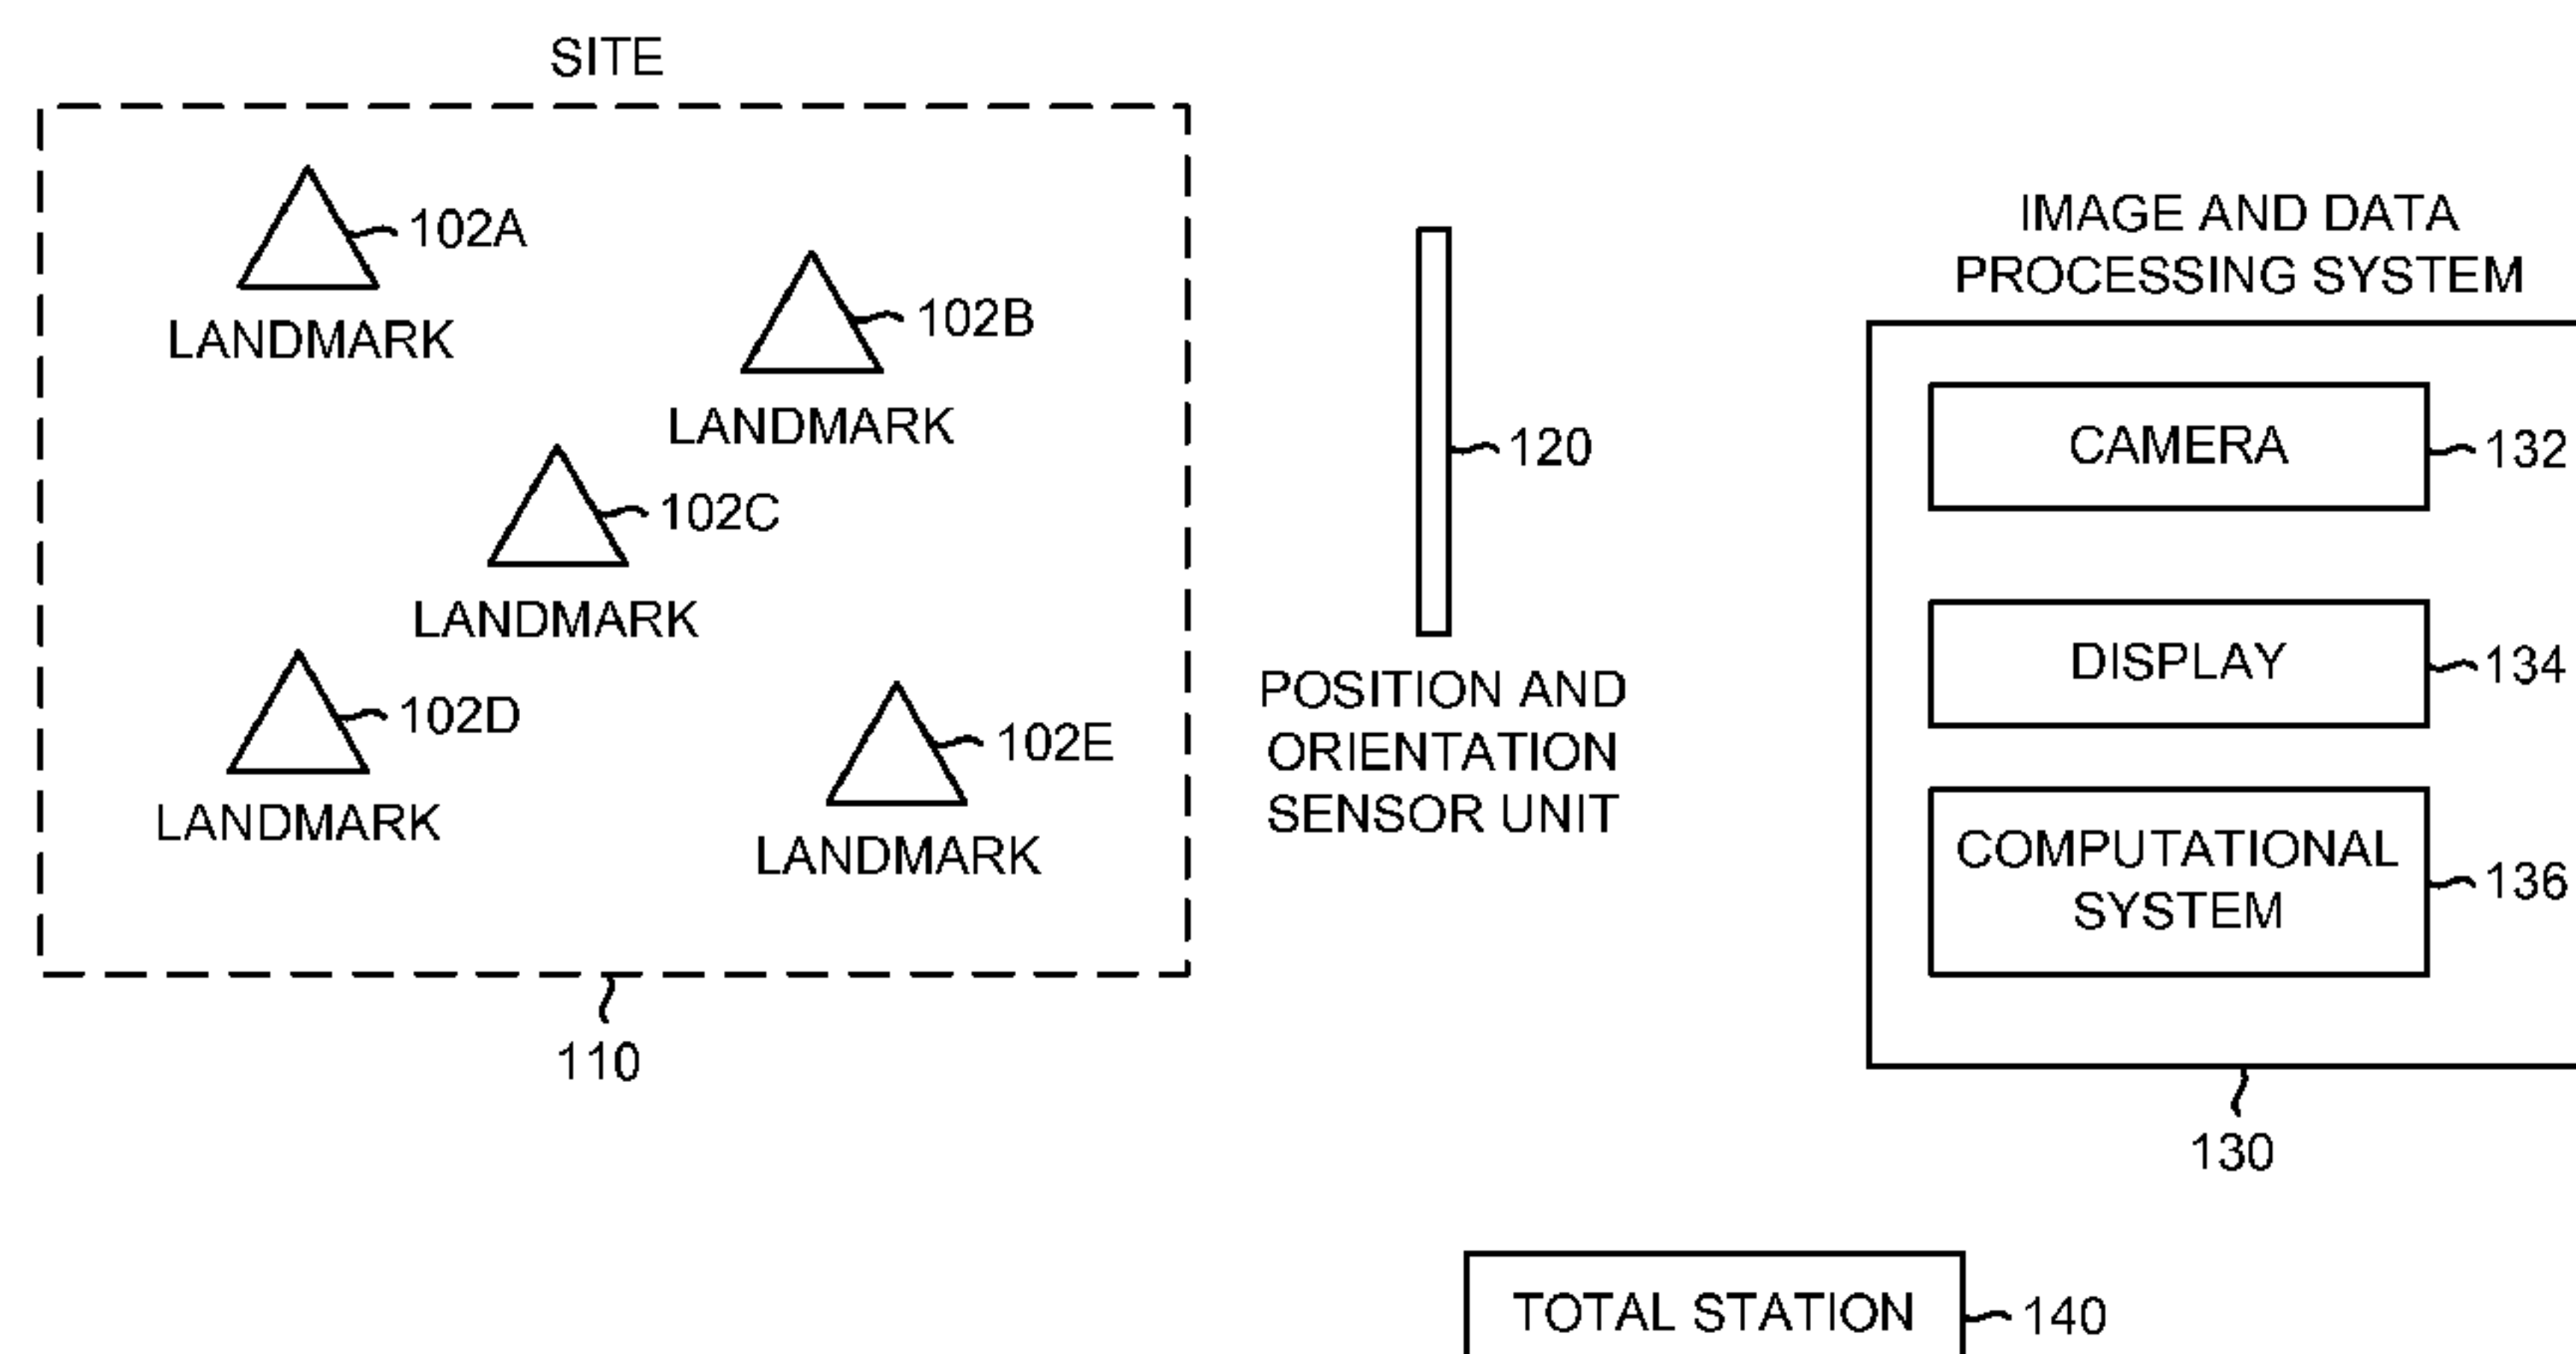 SITE
102A
LANDMARK
102B
LANDMARK
102C
LANDMARK
102D
LANDMARK
102E
LANDMARK
110
120
POSITION AND
ORIENTATION
SENSOR UNIT
IMAGE AND DATA
PROCESSING SYSTEM
CAMERA
132
DISPLAY
134
COMPUTATIONAL
SYSTEM
136
130
TOTAL STATION
140